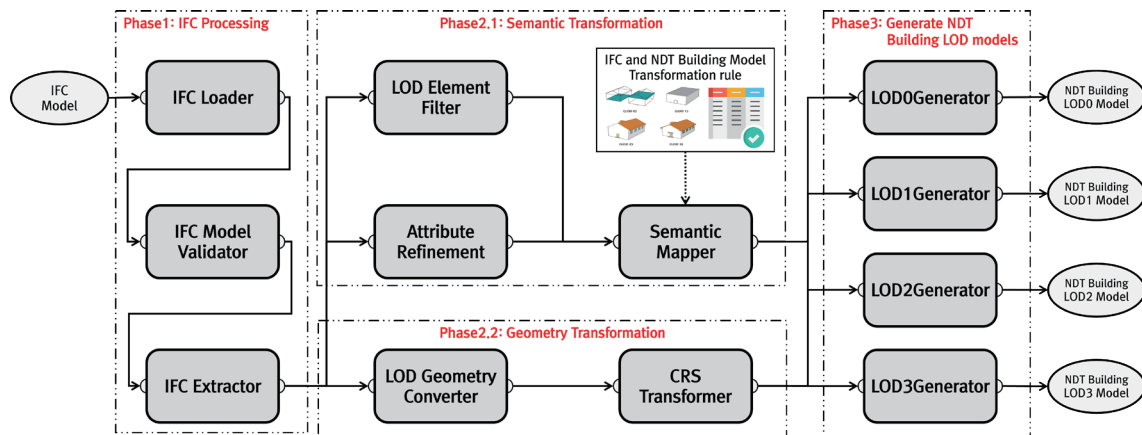 Phase1: IFC Processing
IFC
Model
IFC Loader
IFC Model
Validator
IFC Extractor
Phase2.1: Semantic Transformation
LOD Element
Filter
Attribute
Refinement
IFC and NDT Building Model
Transformation rule
Semantic
Mapper
Phase2.2: Geometry Transformation
LOD Geometry
Converter
CRS
Transformer
Phase3: Generate NDT
Building LOD models
LOD0Generator
LOD1Generator
LOD2Generator
LOD3Generator
NDT Building
LOD0 Model
NDT Building
LOD1 Model
NDT Building
LOD2 Model
NDT Building
LOD3 Model